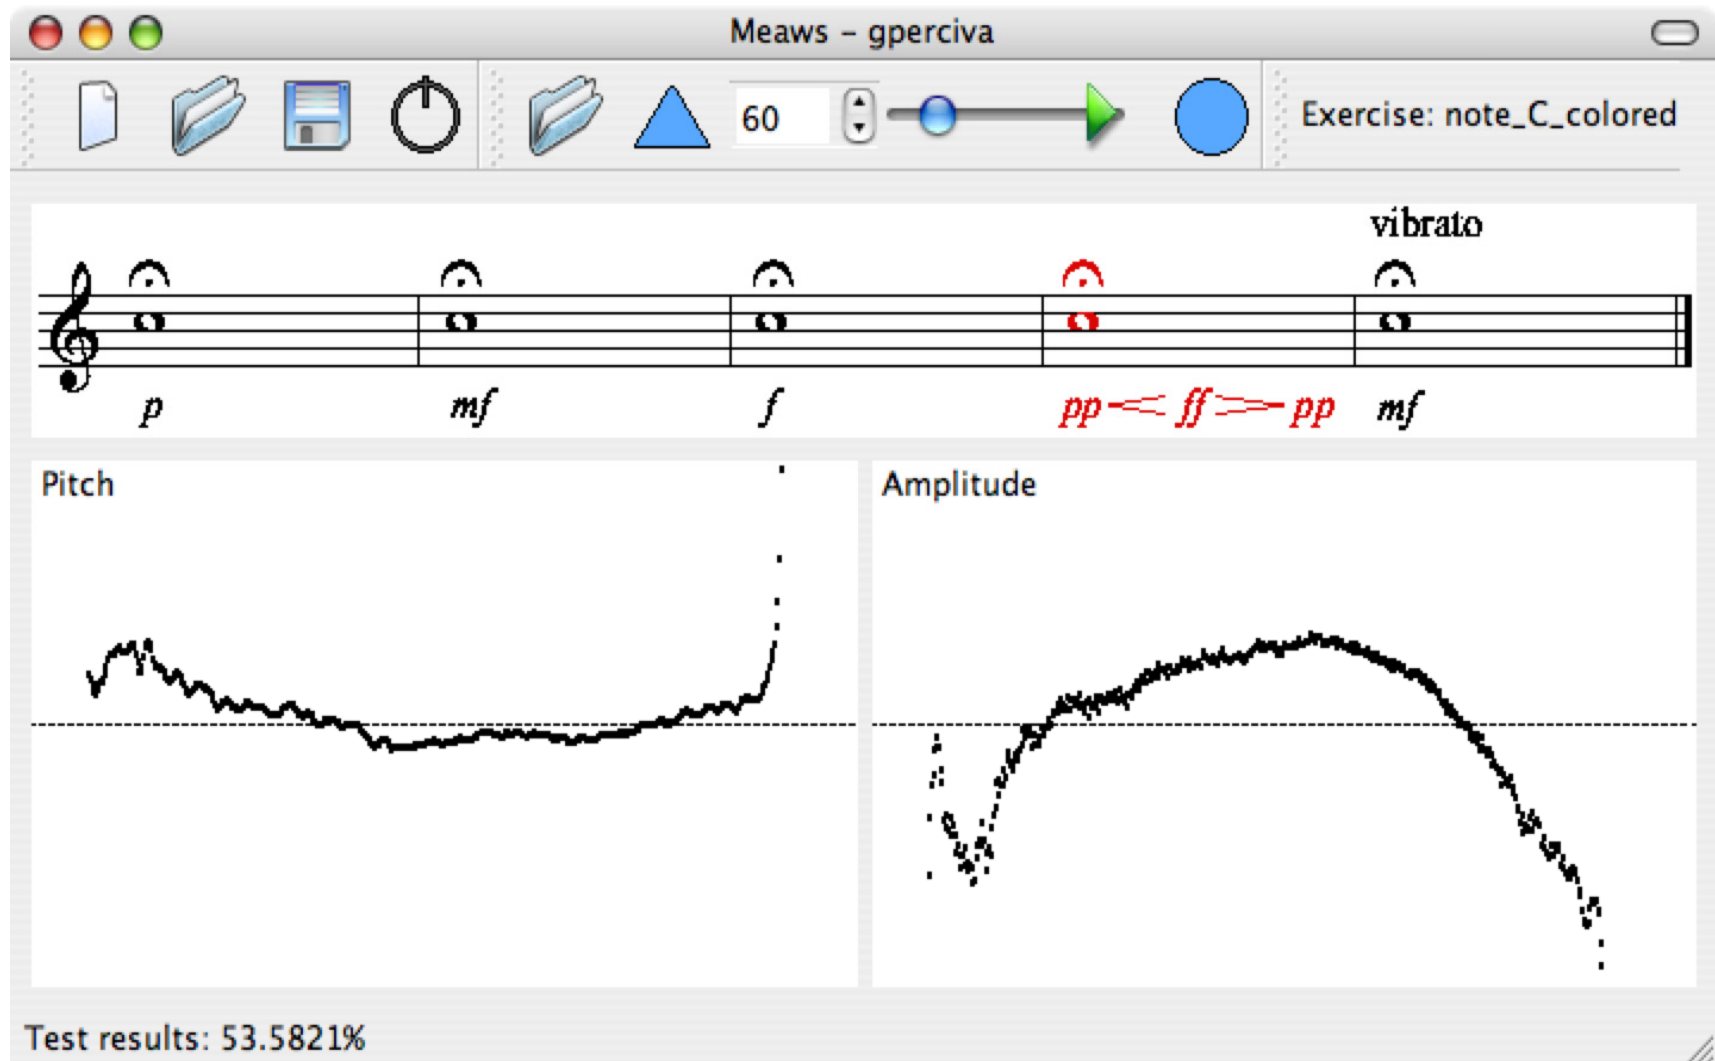 Meaws – gperciva
60
Exercise: note_C_colored
vibrato
p mf f pp ff pp mf
Pitch
Amplitude
Test results: 53.5821%